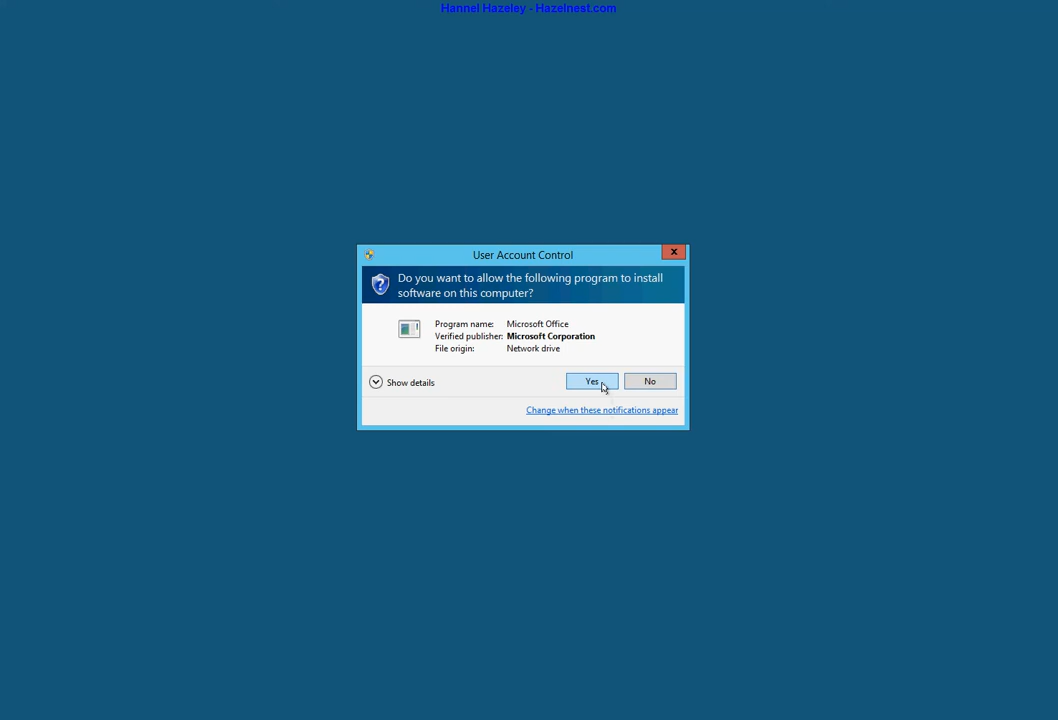 Hannel Hazeley - Hazelnest.com
User Account Control
x
Do you want to allow the following program to install
software on this computer?
Program name: Microsoft Office
Verified publisher: Microsoft Corporation
File origin: Network drive
Show details
Yes
No
Change when these notifications appear